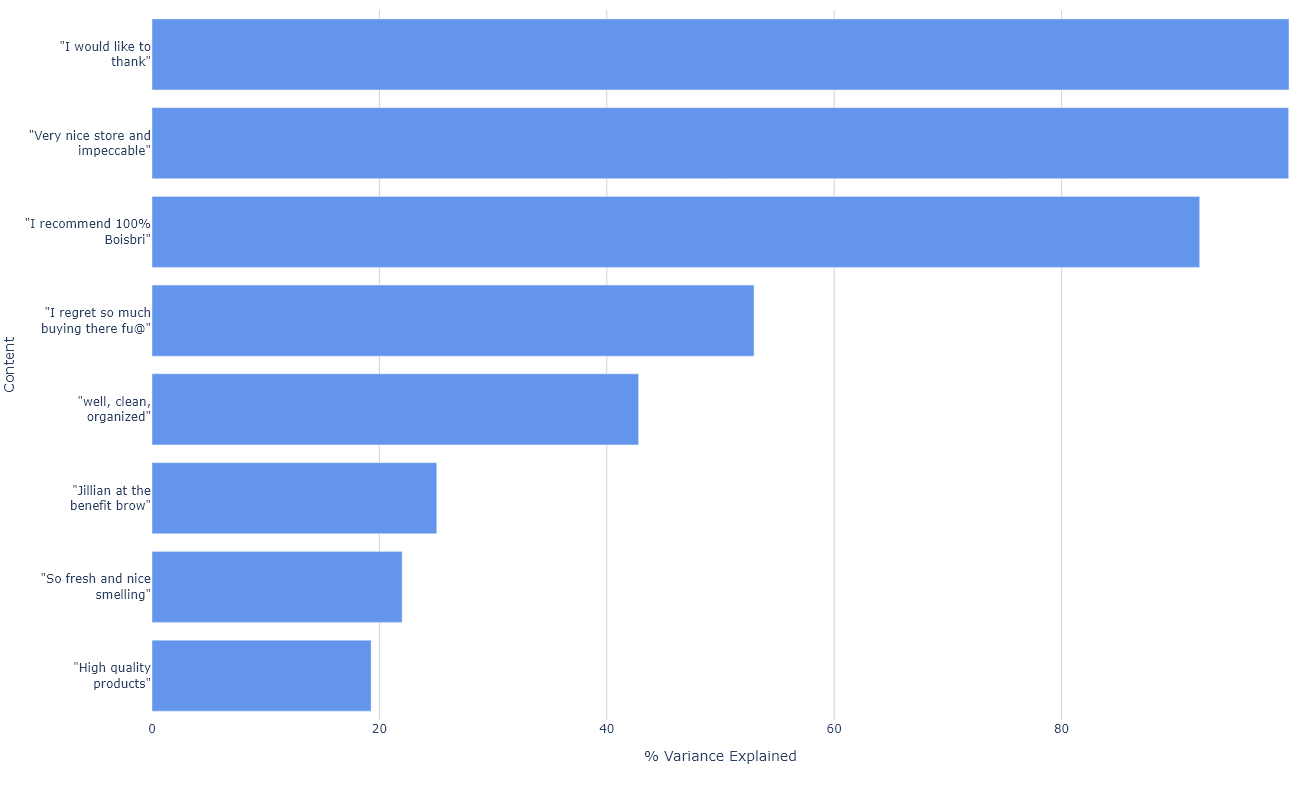 "I would like to
thank"
"Very nice store and
impeccable"
"I recommend 100%
Boisbri"
"I regret so much
buying there fu@"
"well, clean,
organized"
"Jillian at the
benefit brow"
"So fresh and nice
smelling"
"High quality
products"
Content
0 20 40 60 80
% Variance Explained